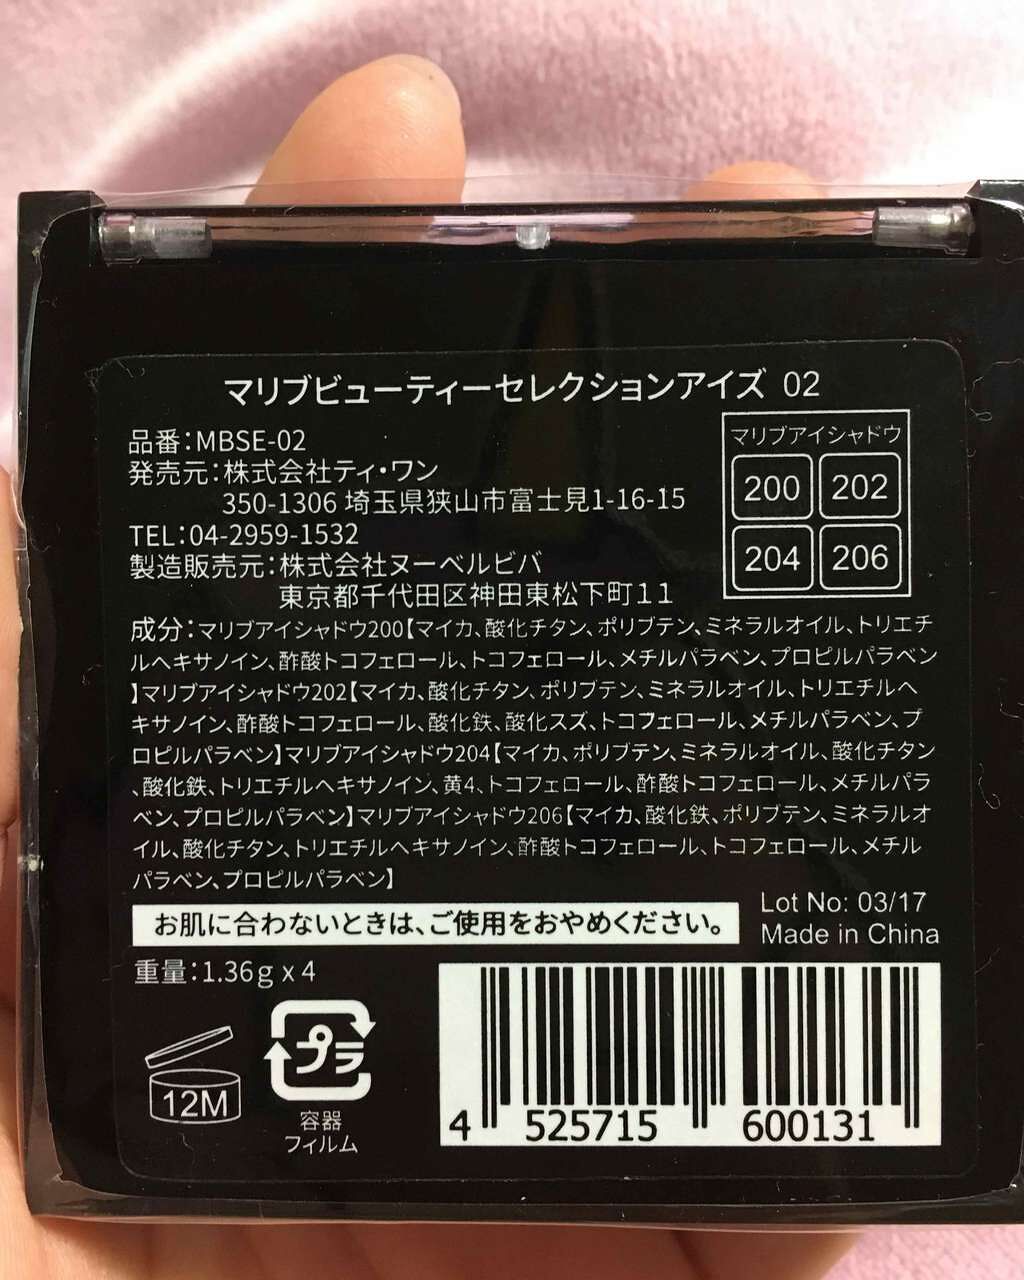 マリブビューティーセレクションアイズ 02
品番：MBSE-02
発売元：株式会社ティ・ワン
350-1306 埼玉県狭山市富士見1-16-15
TEL：04-2959-1532
製造販売元：株式会社ヌーベルビバ
東京都千代田区神田東松下町１１
マリブアイシャドウ
200 202
204 206
成分：マリブアイシャドウ200【マイカ、酸化チタン、ポリブテン、ミネラルオイル、トリエチ
ルヘキサノイン、酢酸トコフェロール、トコフェロール、メチルパラベン、プロピルパラベン
】マリブアイシャドウ202【マイカ、酸化チタン、ポリブテン、ミネラルオイル、トリエチルヘ
キサノイン、酢酸トコフェロール、酸化鉄、酸化スズ、トコフェロール、メチルパラベン、プ
ロピルパラベン】マリブアイシャドウ204【マイカ、ポリブテン、ミネラルオイル、酸化チタン
、酸化鉄、トリエチルヘキサノイン、黄4、トコフェロール、酢酸トコフェロール、メチルパラ
ベン、プロピルパラベン】マリブアイシャドウ206【マイカ、酸化鉄、ポリブテン、ミネラルオ
イル、酸化チタン、トリエチルヘキサノイン、酢酸トコフェロール、トコフェロール、メチル
パラベン、プロピルパラベン】
お肌に合わないときは、ご使用をおやめください。
Lot No: 03/17
Made in China
重量：1.36g x 4
12M
プラ
容器
フィルム
4 525715 600131